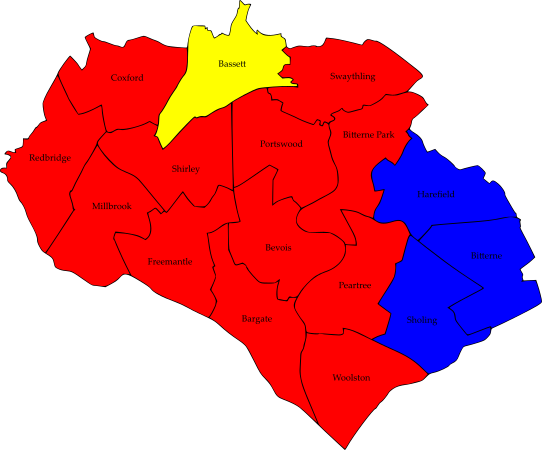 Bassett
Coxford
Swaythling
Bitterne Park
Portswood
Redbridge
Shirley
Harefield
Millbrook
Bevois
Bitterne
Freemantle
Peartree
Bargate
Sholing
Woolston